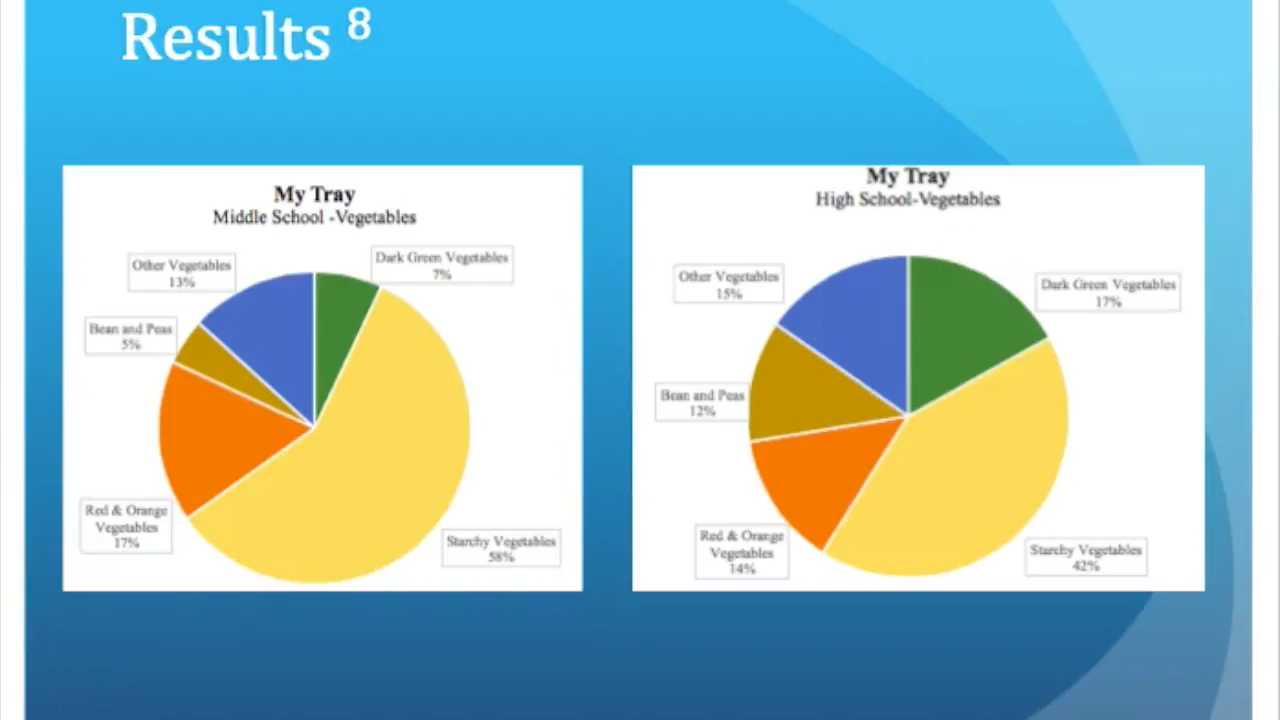 Results 8
My Tray
Middle School -Vegetables
Other Vegetables
13%
Dark Green Vegetables
7%
Bean and Peas
5%
Red & Orange
Vegetables
17%
Starchy Vegetables
58%
My Tray
High School-Vegetables
Other Vegetables
15%
Dark Green Vegetables
17%
Bean and Peas
12%
Red & Orange
Vegetables
14%
Starchy Vegetables
42%